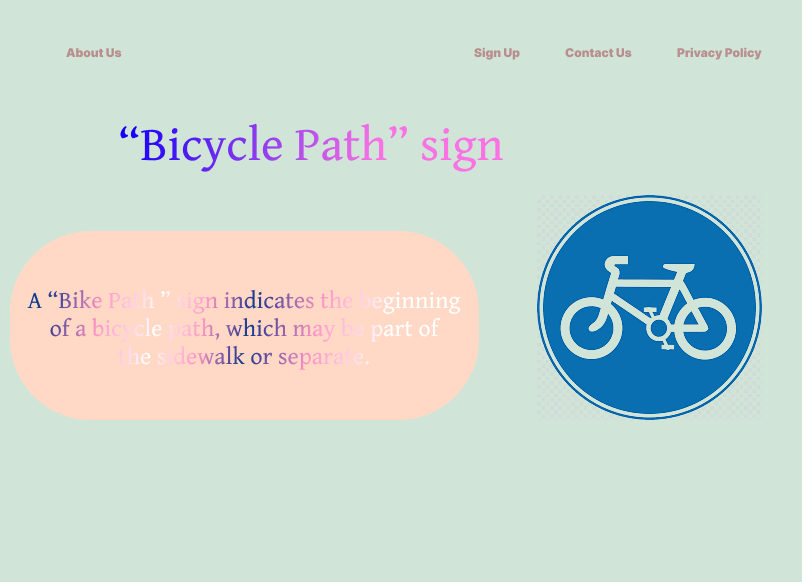 About Us Sign Up Contact Us Privacy Policy
“Bicycle Path” sign
A “Bike Path ” sign indicates the beginning
of a bicycle path, which may be part of
the sidewalk or separate.